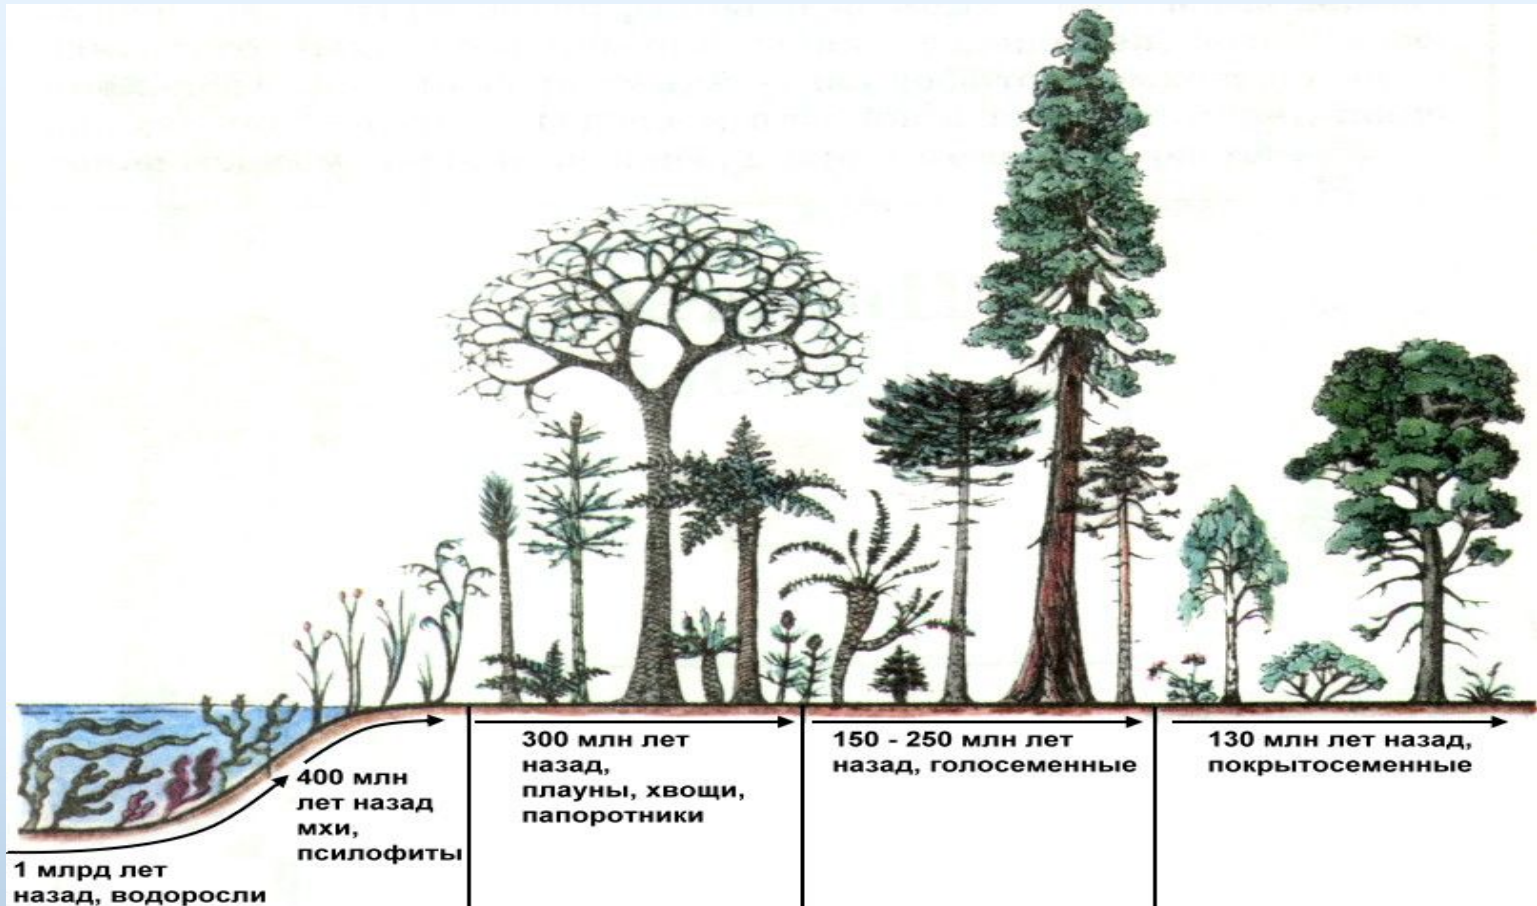 1 млрд лет
назад, водоросли
400 млн
лет назад
мхи,
псилофиты
300 млн лет
назад,
плауны, хвощи,
папоротники
150 - 250 млн лет
назад, голосеменные
130 млн лет назад,
покрытосеменные